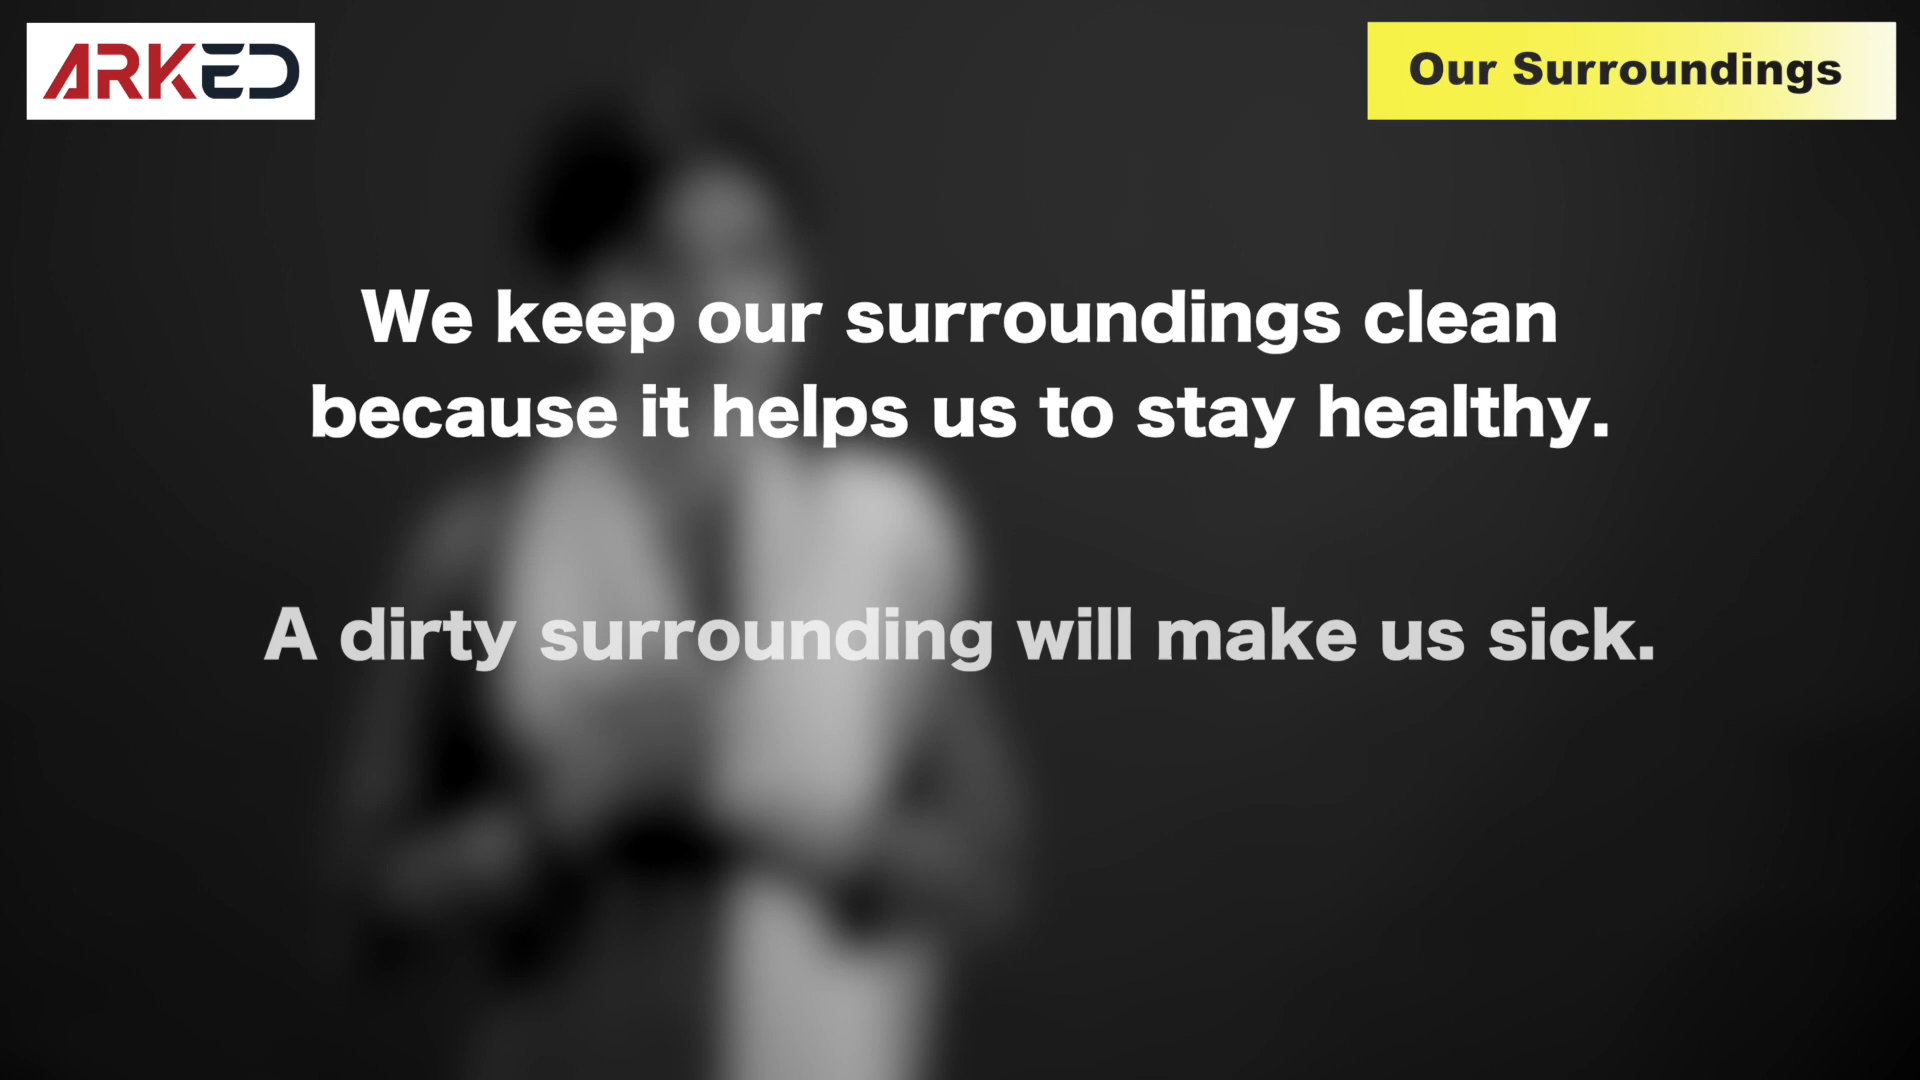 ARKED
Our Surroundings
We keep our surroundings clean
because it helps us to stay healthy.
A dirty surrounding will make us sick.